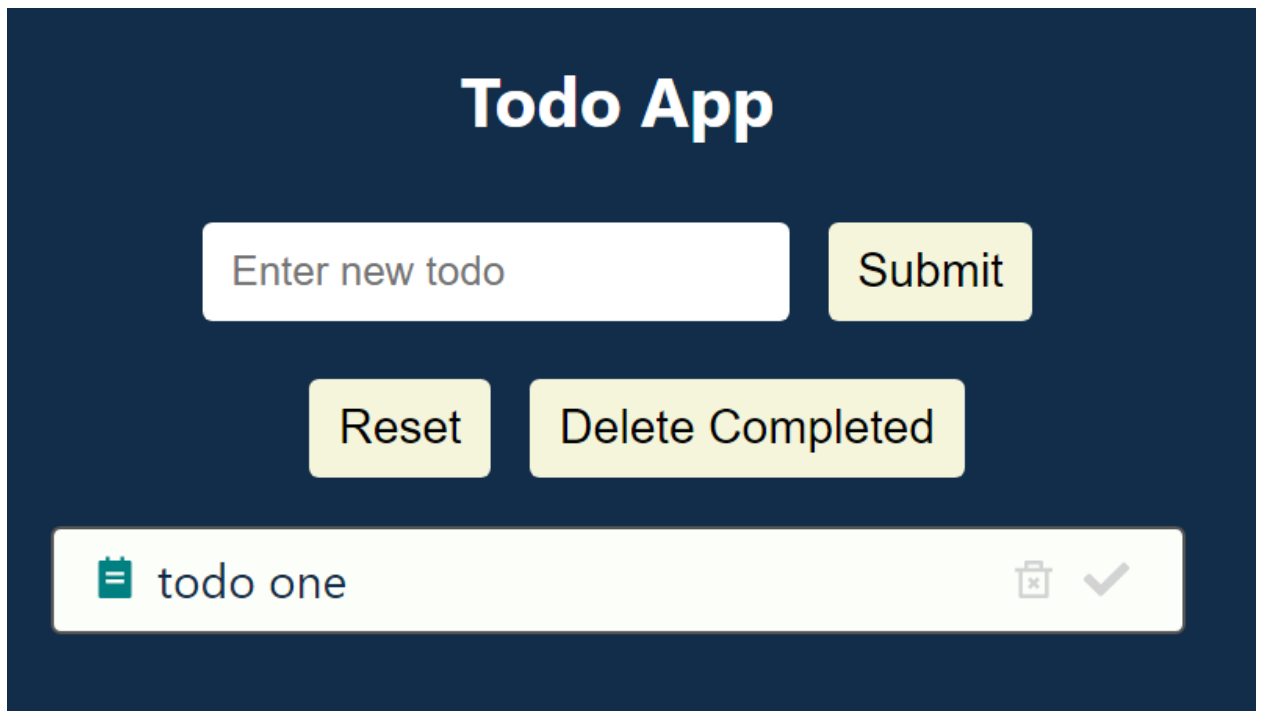 Todo App
Enter new todo
Submit
Reset
Delete Completed
todo one